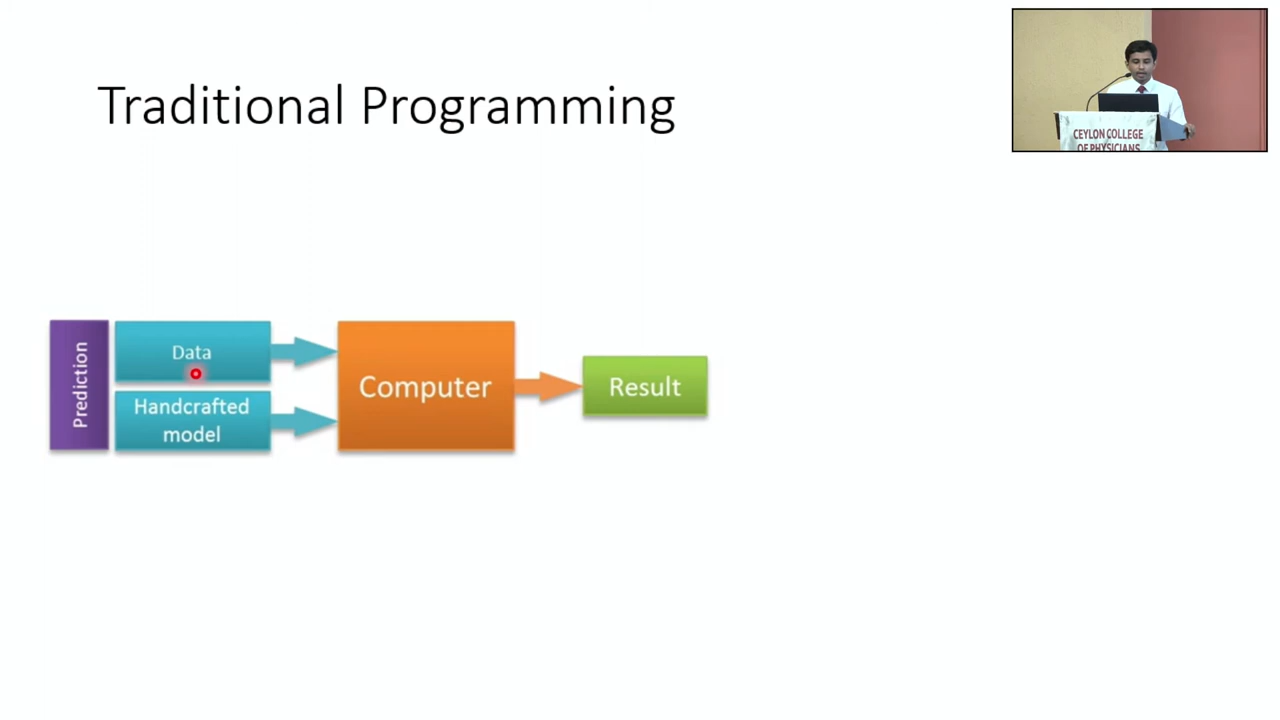 Traditional Programming
CEYLON COLLEGE
OF PHYSICIANS
Prediction
Data
Handcrafted
model
Computer
Result